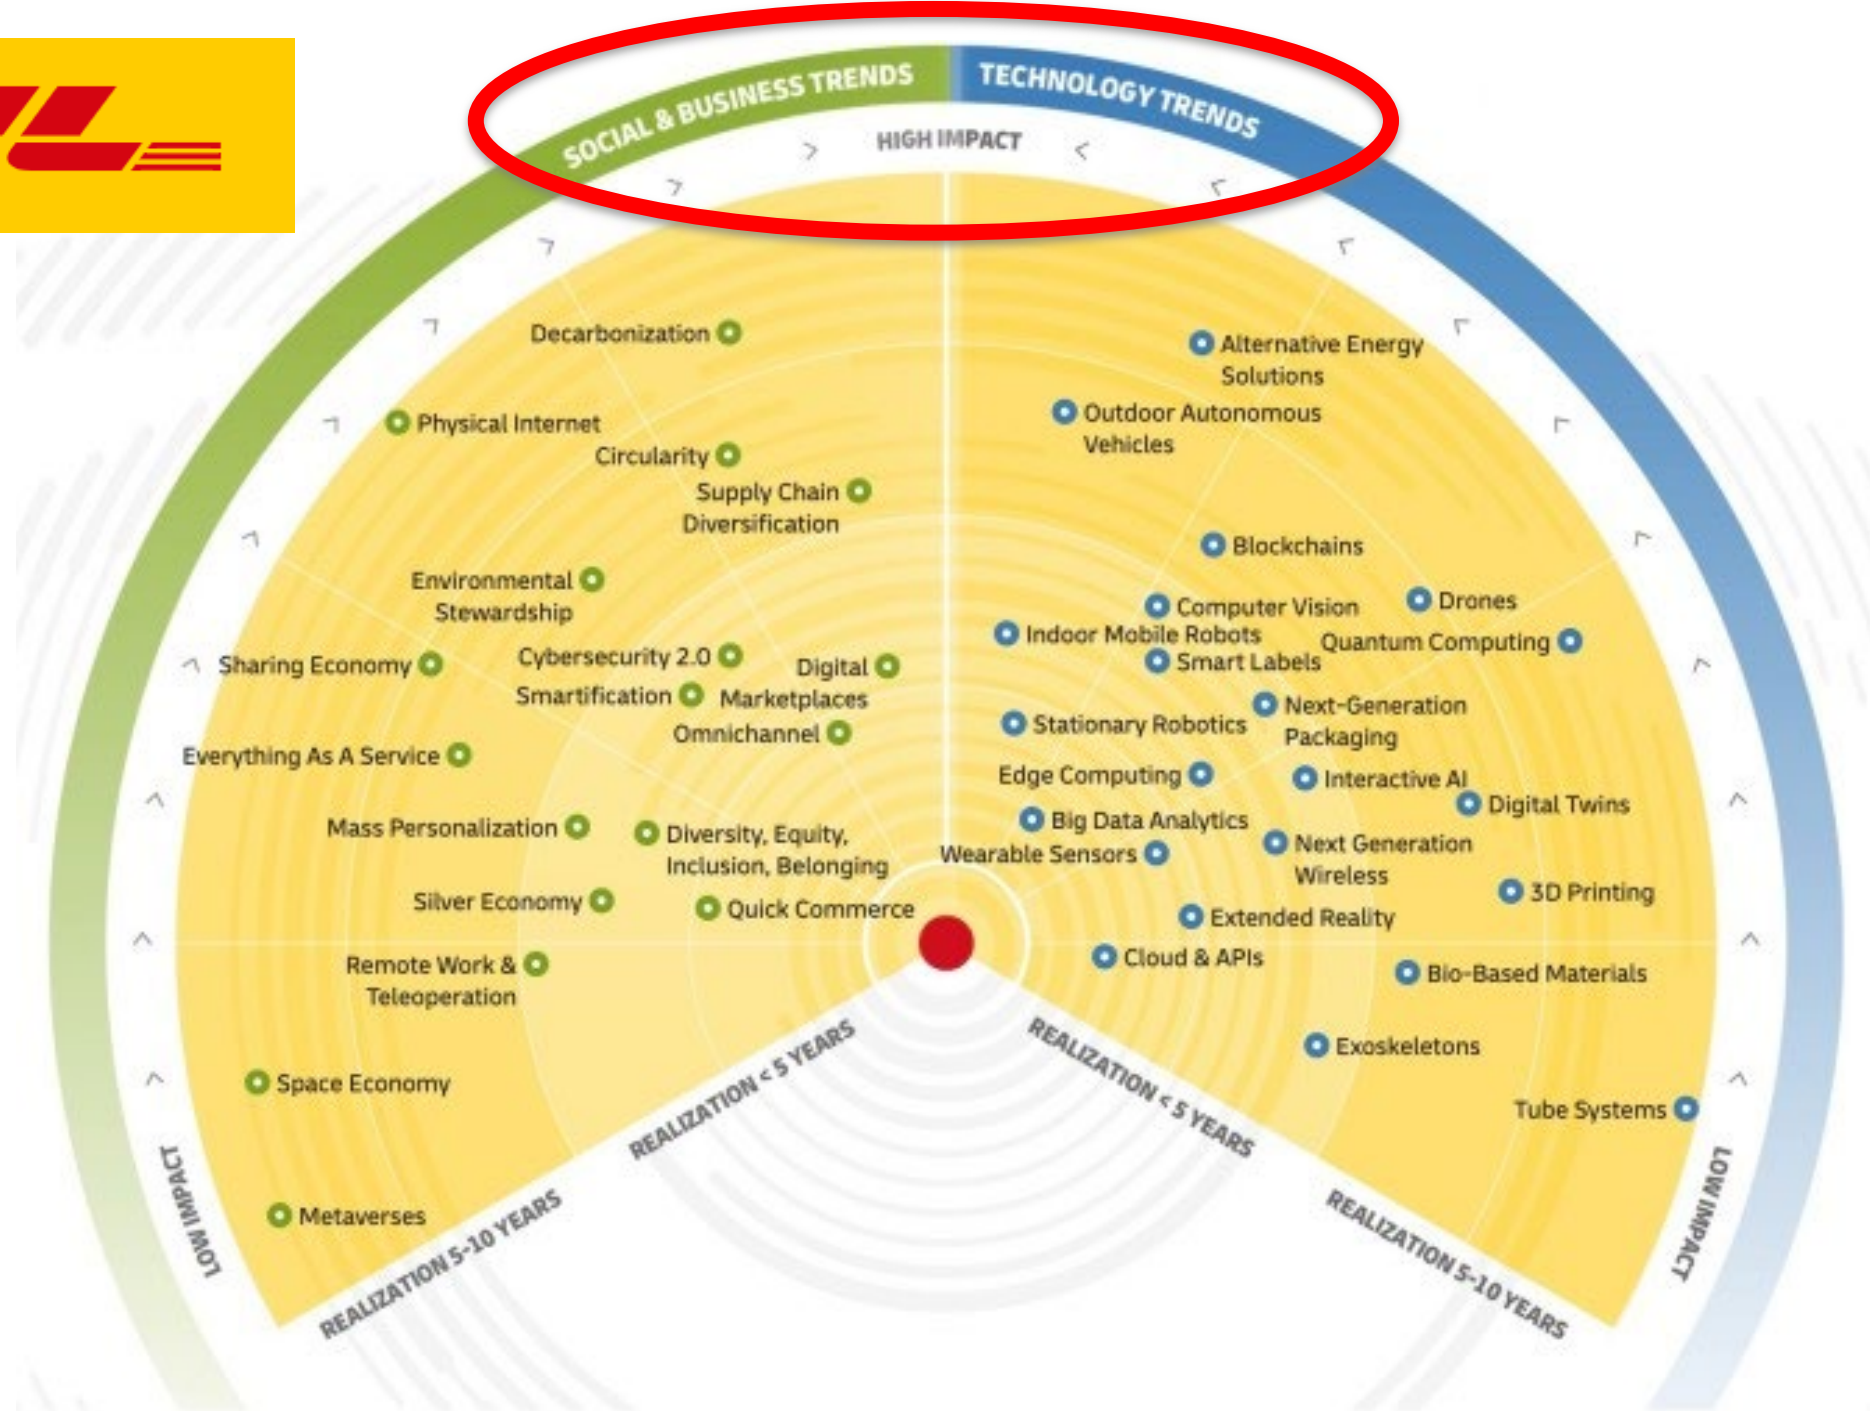 SOCIAL & BUSINESS TRENDS
TECHNOLOGY TRENDS
HIGH IMPACT
Decarbonization
Physical Internet
Circularity
Supply Chain
Diversification
Environmental
Stewardship
Sharing Economy
Cybersecurity 2.0
Digital
Marketplaces
Smartification
Omnichannel
Everything As A Service
Mass Personalization
Diversity, Equity,
Inclusion, Belonging
Silver Economy
Quick Commerce
Remote Work &
Teleoperation
Space Economy
Metaverses
Alternative Energy
Solutions
Outdoor Autonomous
Vehicles
Blockchains
Computer Vision
Drones
Indoor Mobile Robots
Quantum Computing
Smart Labels
Next-Generation
Packaging
Stationary Robotics
Edge Computing
Interactive AI
Digital Twins
Big Data Analytics
Wearable Sensors
Next Generation
Wireless
3D Printing
Extended Reality
Cloud & APIs
Bio-Based Materials
Exoskeletons
Tube Systems
REALIZATION < 5 YEARS
REALIZATION < 5 YEARS
REALIZATION 5-10 YEARS
REALIZATION 5-10 YEARS
LOW IMPACT
LOW IMPACT